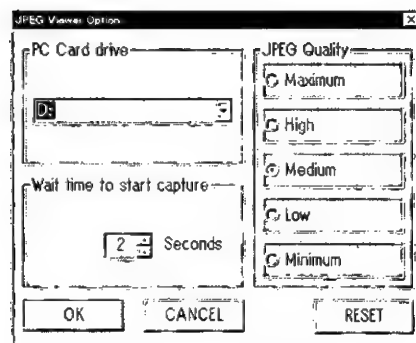 JPEG Viewer Option
PC Card drive
D:
Wait time to start capture
2 Seconds
JPEG Quality
Maximum
High
Medium
Low
Minimum
OK
CANCEL
RESET